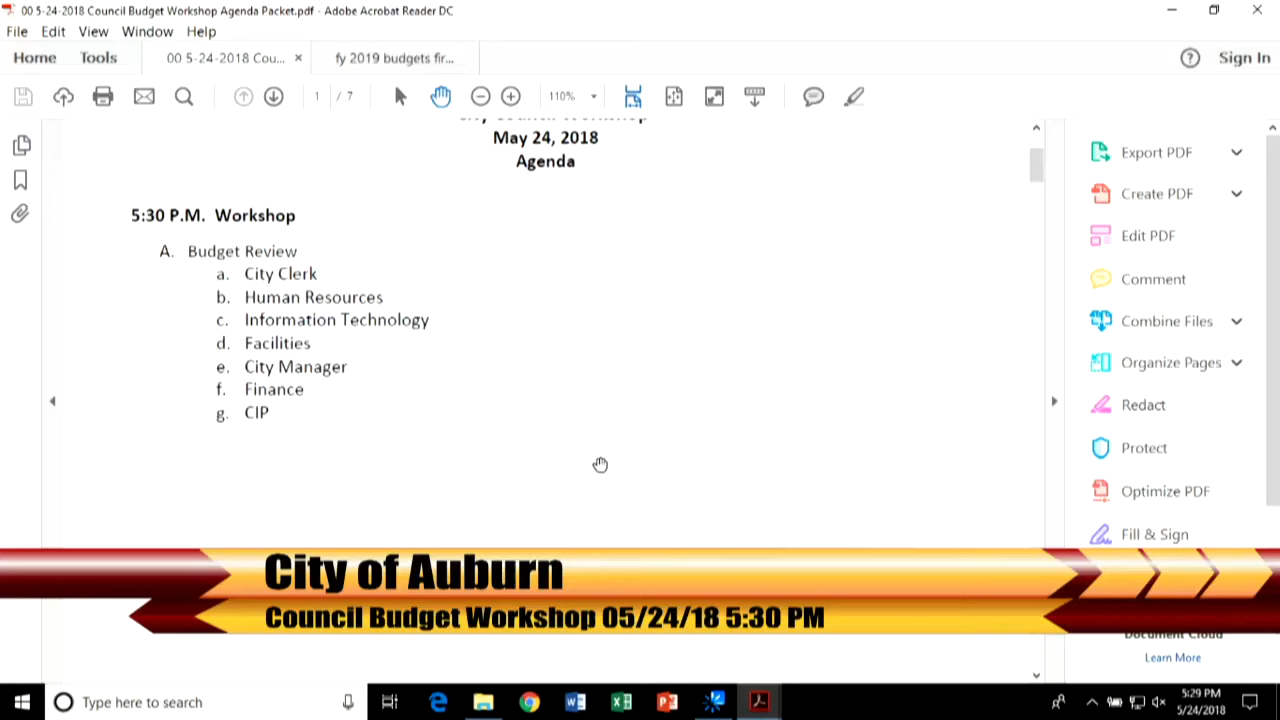 00 5-24-2018 Council Budget Workshop Agenda Packet.pdf - Adobe Acrobat Reader DC
File Edit View Window Help
Home Tools 00 5-24-2018 Cou... × fy 2019 budgets fir... Sign In
1 / 7 110%
May 24, 2018
Agenda
5:30 P.M. Workshop
A. Budget Review
a. City Clerk
b. Human Resources
c. Information Technology
d. Facilities
e. City Manager
f. Finance
g. CIP
Export PDF
Create PDF
Edit PDF
Comment
Combine Files
Organize Pages
Redact
Protect
Optimize PDF
Fill & Sign
City of Auburn
Council Budget Workshop 05/24/18 5:30 PM
Document Cloud
Learn More
Type here to search
5:29 PM
5/24/2018